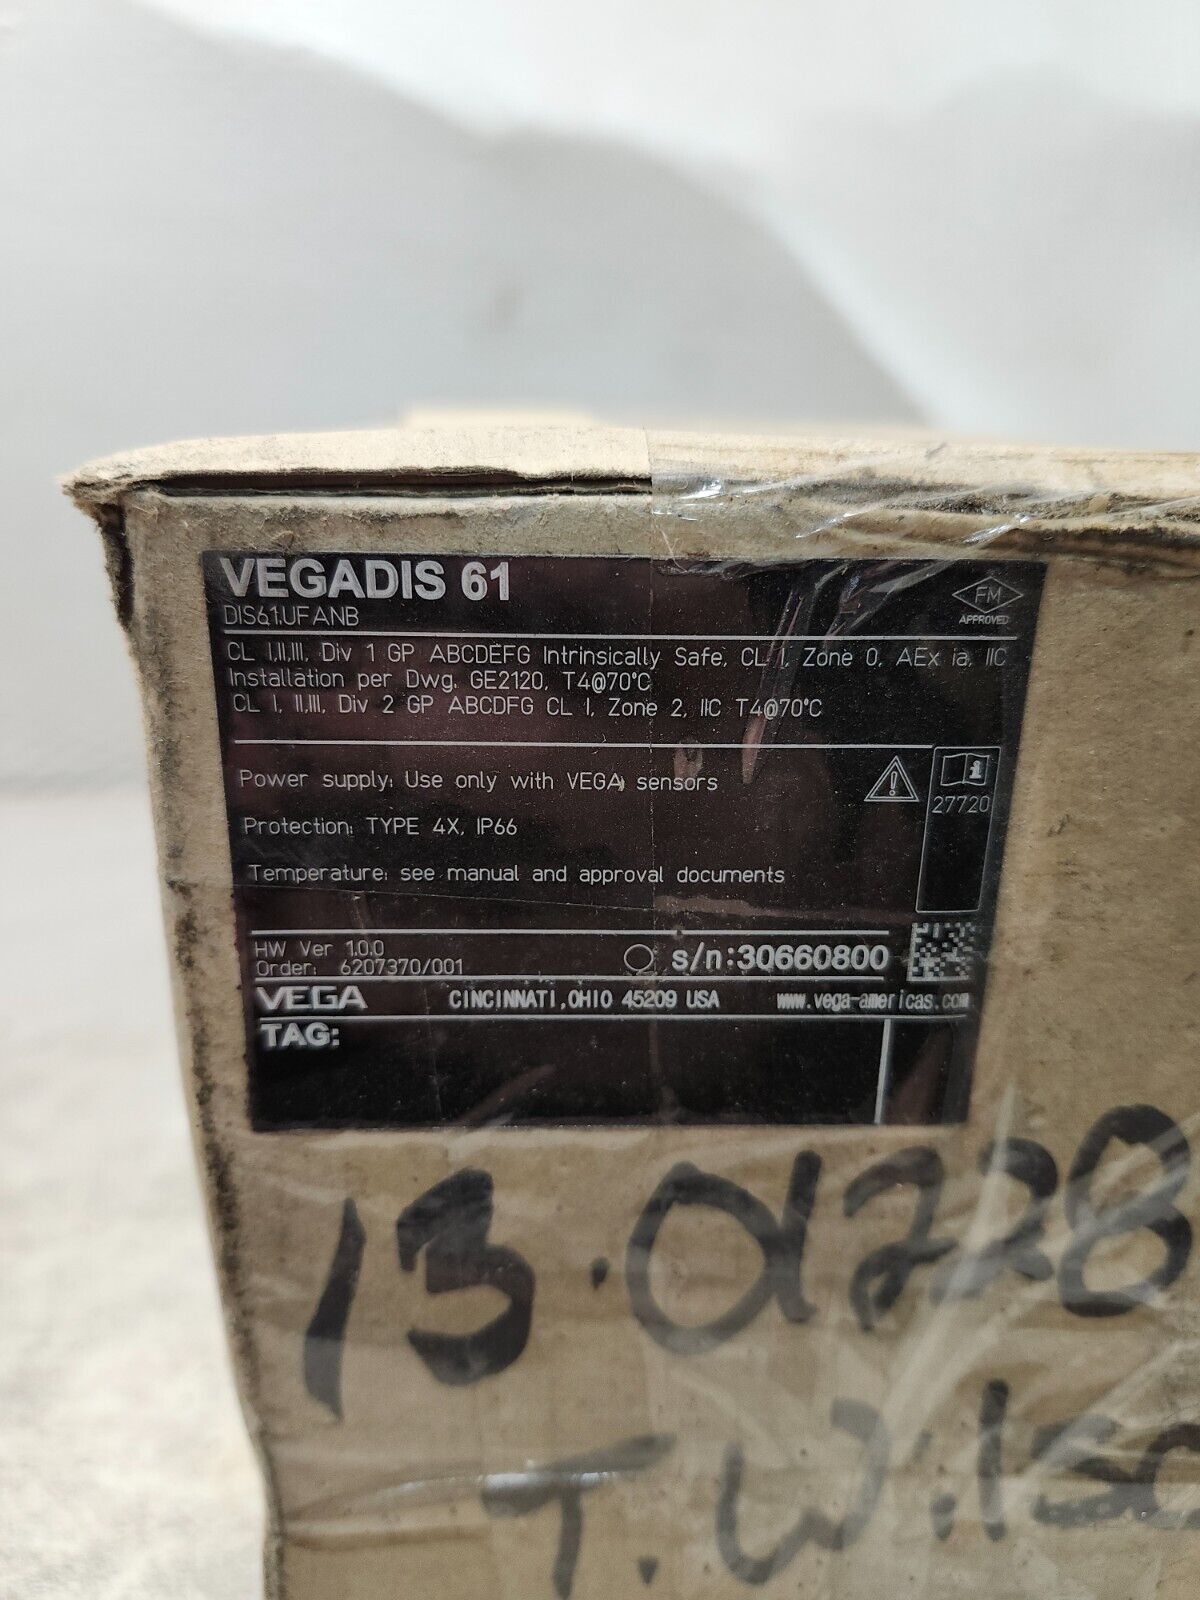 VEGADIS 61
DIS61.UFANB
FM
APPROVED
CL I,II,III, Div 1 GP ABCDEFG Intrinsically Safe, CL I, Zone 0, AEx ia, IIC
Installation per Dwg. GE2120, T4@70°C
CL I, II,III, Div 2 GP ABCDFG CL I, Zone 2, IIC T4@70°C
Power supply: Use only with VEGA sensors
27720
Protection: TYPE 4X, IP66
Temperature: see manual and approval documents
HW Ver 1.0.0
Order: 6207370/001
s/n:30660800
VEGA CINCINNATI,OHIO 45209 USA www.vega-americas.com
TAG:
13.01228
T.Wilso